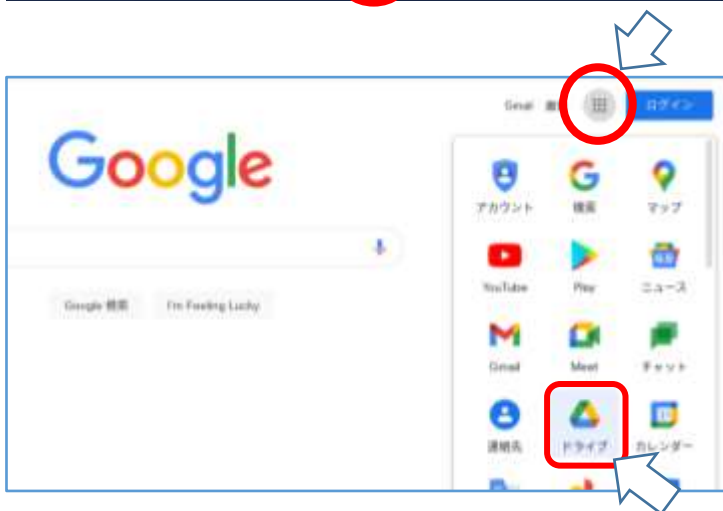 Gmail
ログイン
Google
アカウント 検索 マップ
YouTube Play ニュース
Google 検索 I'm Feeling Lucky
Gmail Meet チャット
連絡先 ドライブ カレンダー